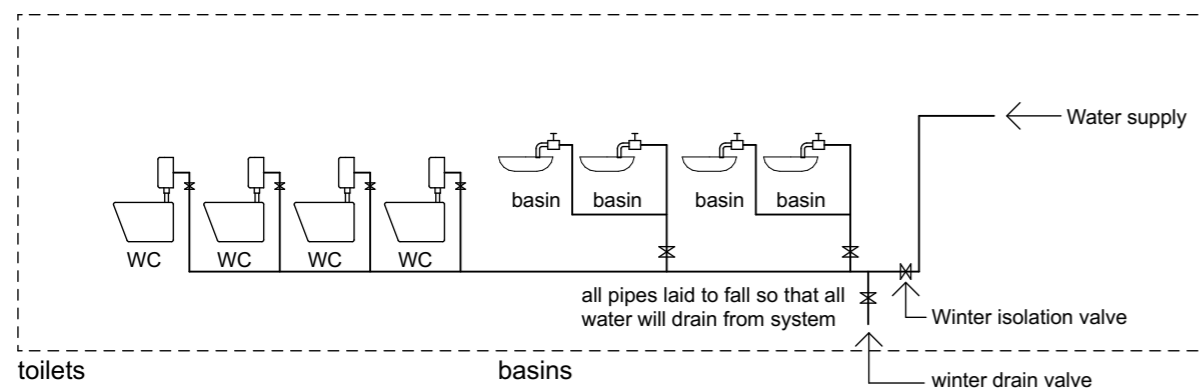 Water supply
basin
basin
basin
basin
WC
WC
WC
WC
all pipes laid to fall so that all
water will drain from system
Winter isolation valve
toilets
basins
winter drain valve